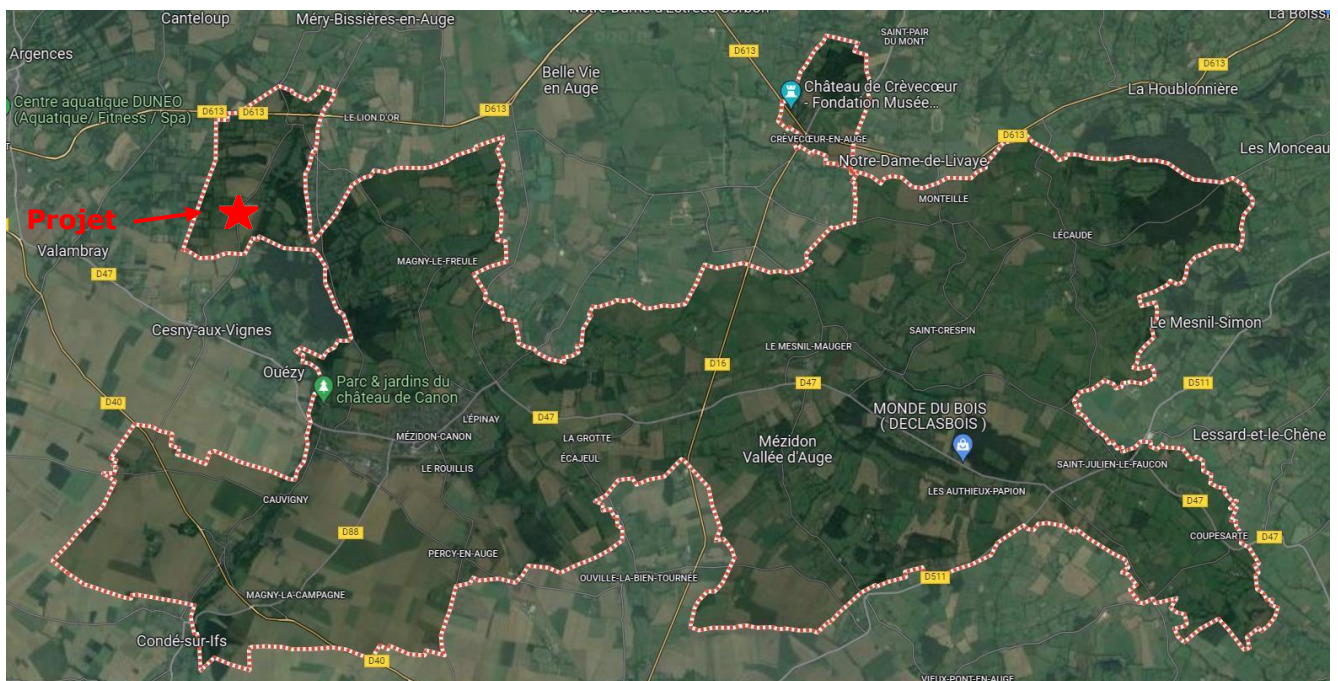 Canteloup
Méry-Bissières-en-Auge
Argences
SAINT-PAIR
DU MONT
D613
Belle Vie
en Auge
D613
Château de Crèvecœur
- Fondation Musée...
La Houblonnière
Centre aquatique DUNEO
(Aquatique/ Fitness / Spa)
D613
D613
LE LION D'OR
D613
D613
CRÈVECŒUR-EN-AUGE
Les Monceau
Notre-Dame-de-Livaye
MONTEILLE
Projet
LÉCAUDE
Valambray
D47
MAGNY-LE-FREULE
Cesny-aux-Vignes
SAINT-CRESPIN
Le Mesnil-Simon
LE MESNIL-MAUGER
Ouézy
D16
Parc & jardins du
château de Canon
D47
D511
D40
MONDE DU BOIS
( DECLASBOIS )
L'ÉPINAY
D47
MÉZIDON-CANON
LA GROTTE
Mézidon
Vallée d'Auge
Lessard-et-le-Chêne
LE ROUILLIS
ÉCAJEUL
SAINT-JULIEN-LE-FAUCON
LES AUTHIEUX-PAPION
CAUVIGNY
D47
D88
COUPESARTE
D47
PERCY-EN-AUGE
OUVILLE-LA-BIEN-TOURNÉE
D511
MAGNY-LA-CAMPAGNE
Condé-sur-Ifs
D40
VIEUX-PONT-EN-AUGE